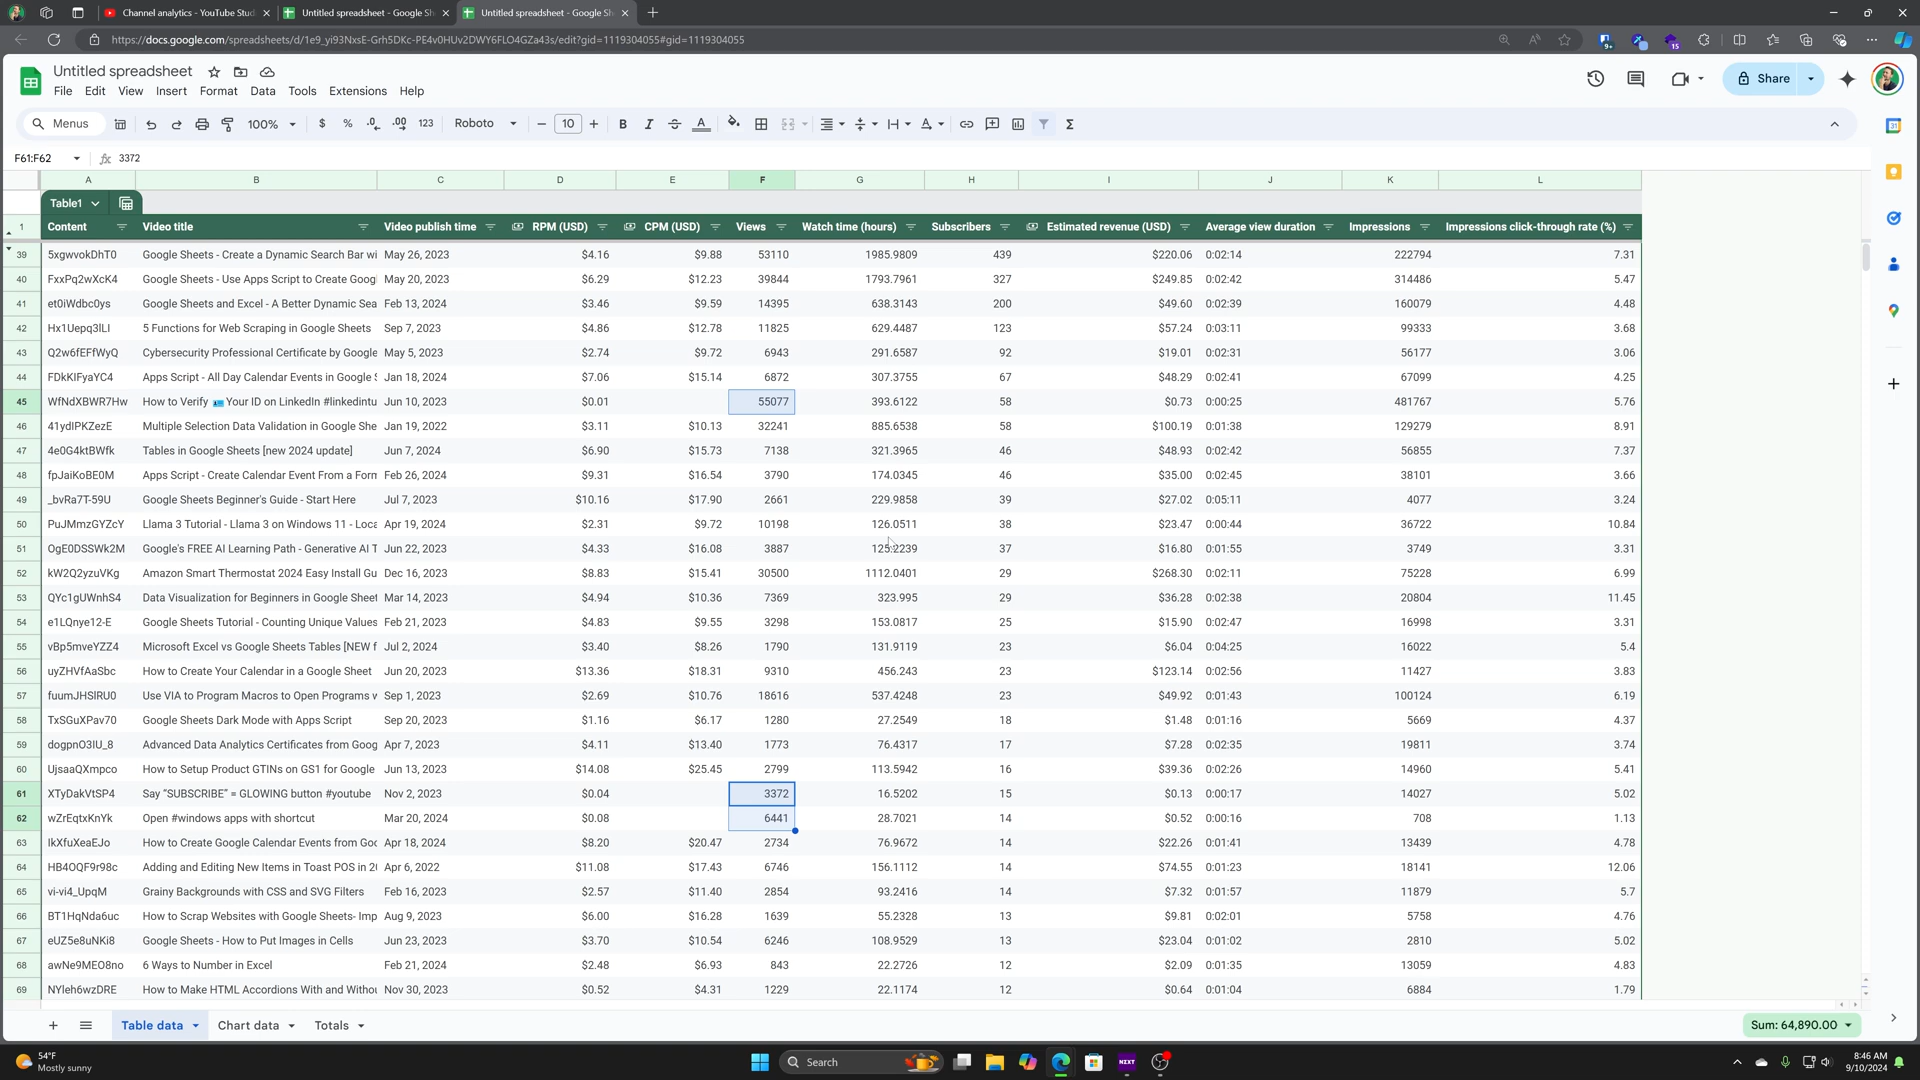 Channel analytics - YouTube Stud
Untitled spreadsheet - Google Sh
Untitled spreadsheet - Google Sh
https://docs.google.com/spreadsheets/d/1e9_yi93NxsE-Grh5DKc-PE4v0HUv2DWY6FLO4GZa43s/edit?gid=1119304055#gid=1119304055
Untitled spreadsheet
Share
File Edit View Insert Format Data Tools Extensions Help
Menus 100% $ % .0 .00 123 Roboto 10 B I S A
F61:F62 fx 3372
A B C D E F G H I J K L
Table1
1 Content Video title Video publish time RPM (USD) CPM (USD) Views Watch time (hours) Subscribers Estimated revenue (USD) Average view duration Impressions Impressions click-through rate (%)
39 5xgwvokDhT0 Google Sheets - Create a Dynamic Search Bar wi May 26, 2023 $4.16 $9.88 53110 1985.9809 439 $220.06 0:02:14 222794 7.31
40 FxxPq2wXcK4 Google Sheets - Use Apps Script to Create Googl May 20, 2023 $6.29 $12.23 39844 1793.7961 327 $249.85 0:02:42 314486 5.47
41 et0iWdbc0ys Google Sheets and Excel - A Better Dynamic Sea Feb 13, 2024 $3.46 $9.59 14395 638.3143 200 $49.60 0:02:39 160079 4.48
42 Hx1Uepq3lLI 5 Functions for Web Scraping in Google Sheets Sep 7, 2023 $4.86 $12.78 11825 629.4487 123 $57.24 0:03:11 99333 3.68
43 Q2w6fEFfWyQ Cybersecurity Professional Certificate by Google May 5, 2023 $2.74 $9.72 6943 291.6587 92 $19.01 0:02:31 56177 3.06
44 FDkKIFyaYC4 Apps Script - All Day Calendar Events in Google S Jan 18, 2024 $7.06 $15.14 6872 307.3755 67 $48.29 0:02:41 67099 4.25
45 WfNdXBWR7Hw How to Verify 🪪 Your ID on LinkedIn #linkedintu Jun 10, 2023 $0.01 55077 393.6122 58 $0.73 0:00:25 481767 5.76
46 41ydIPKZezE Multiple Selection Data Validation in Google She Jan 19, 2022 $3.11 $10.13 32241 885.6538 58 $100.19 0:01:38 129279 8.91
47 4e0G4ktBWfk Tables in Google Sheets [new 2024 update] Jun 7, 2024 $6.90 $15.73 7138 321.3965 46 $48.93 0:02:42 56855 7.37
48 fpJaiKoBE0M Apps Script - Create Calendar Event From a Form Feb 26, 2024 $9.31 $16.54 3790 174.0345 46 $35.00 0:02:45 38101 3.66
49 _bvRa7T-59U Google Sheets Beginner's Guide - Start Here Jul 7, 2023 $10.16 $17.90 2661 229.9858 39 $27.02 0:05:11 4077 3.24
50 PuJMmzGYZcY Llama 3 Tutorial - Llama 3 on Windows 11 - Loca Apr 19, 2024 $2.31 $9.72 10198 126.0511 38 $23.47 0:00:44 36722 10.84
51 OgE0DSSWk2M Google's FREE AI Learning Path - Generative AI T Jun 22, 2023 $4.33 $16.08 3887 125.2239 37 $16.80 0:01:55 3749 3.31
52 kW2Q2yzuVKg Amazon Smart Thermostat 2024 Easy Install Gu Dec 16, 2023 $8.83 $15.41 30500 1112.0401 29 $268.30 0:02:11 75228 6.99
53 QYc1gUWnhS4 Data Visualization for Beginners in Google Sheet Mar 14, 2023 $4.94 $10.36 7369 323.995 29 $36.28 0:02:38 20804 11.45
54 e1LQnye12-E Google Sheets Tutorial - Counting Unique Values Feb 21, 2023 $4.83 $9.55 3298 153.0817 25 $15.90 0:02:47 16998 3.31
55 vBp5mveYZZ4 Microsoft Excel vs Google Sheets Tables [NEW f Jul 2, 2024 $3.40 $8.26 1790 131.9119 23 $6.04 0:04:25 16022 5.4
56 uyZHVfAaSbc How to Create Your Calendar in a Google Sheet Jun 20, 2023 $13.36 $18.31 9310 456.243 23 $123.14 0:02:56 11427 3.83
57 fuumJHSlRU0 Use VIA to Program Macros to Open Programs w Sep 1, 2023 $2.69 $10.76 18616 537.4248 23 $49.92 0:01:43 100124 6.19
58 TxSGuXPav70 Google Sheets Dark Mode with Apps Script Sep 20, 2023 $1.16 $6.17 1280 27.2549 18 $1.48 0:01:16 5669 4.37
59 dogpnO3IU_8 Advanced Data Analytics Certificates from Goog Apr 7, 2023 $4.11 $13.40 1773 76.4317 17 $7.28 0:02:35 19811 3.74
60 UjsaaQXmpco How to Setup Product GTINs on GS1 for Google Jun 13, 2023 $14.08 $25.45 2799 113.5942 16 $39.36 0:02:26 14960 5.41
61 XTyDakVtSP4 Say “SUBSCRIBE” = GLOWING button #youtube Nov 2, 2023 $0.04 3372 16.5202 15 $0.13 0:00:17 14027 5.02
62 wZrEqtxKnYk Open #windows apps with shortcut Mar 20, 2024 $0.08 6441 28.7021 14 $0.52 0:00:16 708 1.13
63 lkXfuXeaEJo How to Create Google Calendar Events from Goo Apr 18, 2024 $8.20 $20.47 2734 76.9672 14 $22.26 0:01:41 13439 4.78
64 HB4OQF9r98c Adding and Editing New Items in Toast POS in 2( Apr 6, 2022 $11.08 $17.43 6746 156.1112 14 $74.55 0:01:23 18141 12.06
65 vi-vi4_UpqM Grainy Backgrounds with CSS and SVG Filters Feb 16, 2023 $2.57 $11.40 2854 93.2416 14 $7.32 0:01:57 11879 5.7
66 BT1HqNda6uc How to Scrap Websites with Google Sheets- Imp Aug 9, 2023 $6.00 $16.28 1639 55.2328 13 $9.81 0:02:01 5758 4.76
67 eUZ5e8uNKi8 Google Sheets - How to Put Images in Cells Jun 23, 2023 $3.70 $10.54 6246 108.9529 13 $23.04 0:01:02 2810 5.02
68 awNe9MEO8no 6 Ways to Number in Excel Feb 21, 2024 $2.48 $6.93 843 22.2726 12 $2.09 0:01:35 13059 4.83
69 NYleh6wzDRE How to Make HTML Accordions With and Withou Nov 30, 2023 $0.52 $4.31 1229 22.1174 12 $0.64 0:01:04 6884 1.79
Table data Chart data Totals Sum: 64,890.00
54°F
Mostly sunny
Search
NZXT
8:46 AM
9/10/2024